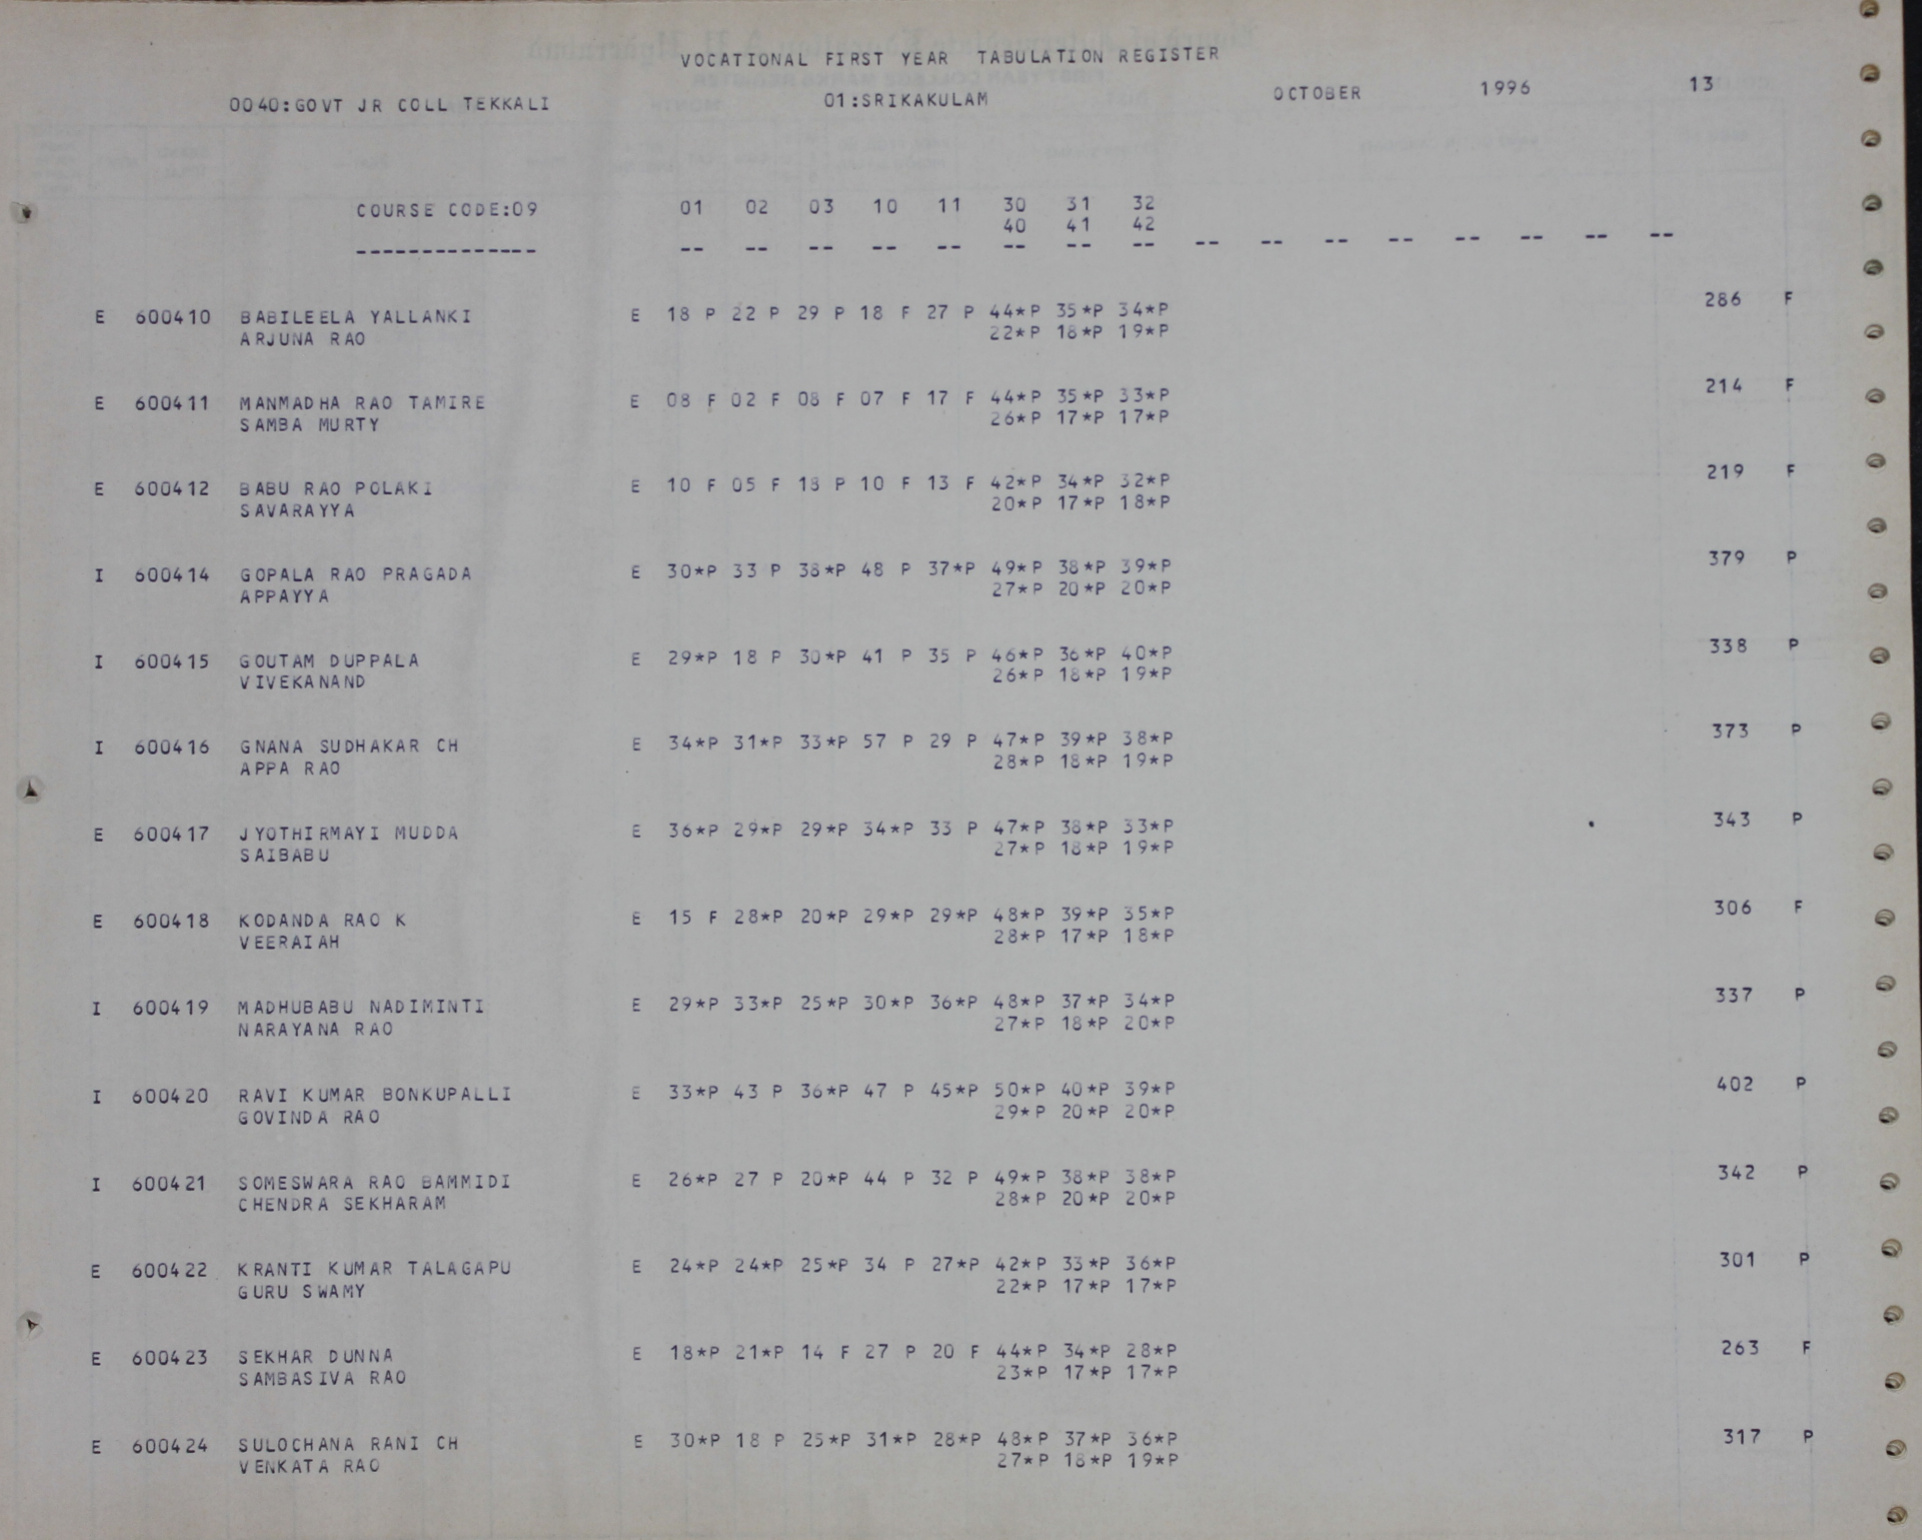 VOCATIONAL FIRST YEAR TABULATION REGISTER
0040:GOVT JR COLL TEKKALI 01:SRIKAKULAM OCTOBER 1996 13
COURSE CODE:09 01 02 03 10 11 30 31 32
40 41 42
-------------- -- -- -- -- -- -- -- -- -- -- -- -- -- -- -- --
E 600410 BABILEELA YALLANKI E 18 P 22 P 29 P 18 F 27 P 44*P 35*P 34*P 286 F
ARJUNA RAO 22*P 18*P 19*P
E 600411 MANMADHA RAO TAMIRE E 08 F 02 F 08 F 07 F 17 F 44*P 35*P 33*P 214 F
SAMBA MURTY 26*P 17*P 17*P
E 600412 BABU RAO POLAKI E 10 F 05 F 18 P 10 F 13 F 42*P 34*P 32*P 219 F
SAVARAYYA 20*P 17*P 18*P
I 600414 GOPALA RAO PRAGADA E 30*P 33 P 38*P 48 P 37*P 49*P 38*P 39*P 379 P
APPAYYA 27*P 20*P 20*P
I 600415 GOUTAM DUPPALA E 29*P 18 P 30*P 41 P 35 P 46*P 36*P 40*P 338 P
VIVEKANAND 26*P 18*P 19*P
I 600416 GNANA SUDHAKAR CH E 34*P 31*P 33*P 57 P 29 P 47*P 39*P 38*P 373 P
APPA RAO 28*P 18*P 19*P
E 600417 JYOTHIRMAYI MUDDA E 36*P 29*P 29*P 34*P 33 P 47*P 38*P 33*P 343 P
SAIBABU 27*P 18*P 19*P
E 600418 KODANDA RAO K E 15 F 28*P 20*P 29*P 29*P 48*P 39*P 35*P 306 F
VEERAIAH 28*P 17*P 18*P
I 600419 MADHUBABU NADIMINTI E 29*P 33*P 25*P 30*P 36*P 48*P 37*P 34*P 337 P
NARAYANA RAO 27*P 18*P 20*P
I 600420 RAVI KUMAR BONKUPALLI E 33*P 43 P 36*P 47 P 45*P 50*P 40*P 39*P 402 P
GOVINDA RAO 29*P 20*P 20*P
I 600421 SOMESWARA RAO BAMMIDI E 26*P 27 P 20*P 44 P 32 P 49*P 38*P 38*P 342 P
CHENDRA SEKHARAM 28*P 20*P 20*P
E 600422 KRANTI KUMAR TALAGAPU E 24*P 24*P 25*P 34 P 27*P 42*P 33*P 36*P 301 P
GURU SWAMY 22*P 17*P 17*P
E 600423 SEKHAR DUNNA E 18*P 21*P 14 F 27 P 20 F 44*P 34*P 28*P 263 F
SAMBASIVA RAO 23*P 17*P 17*P
E 600424 SULOCHANA RANI CH E 30*P 18 P 25*P 31*P 28*P 48*P 37*P 36*P 317 P
VENKATA RAO 27*P 18*P 19*P